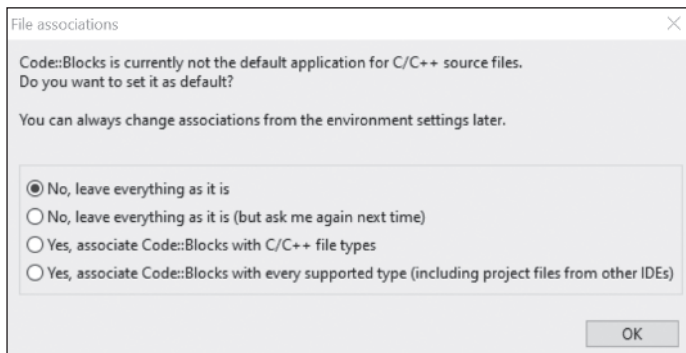 File associations
Code::Blocks is currently not the default application for C/C++ source files.
Do you want to set it as default?
You can always change associations from the environment settings later.
No, leave everything as it is
No, leave everything as it is (but ask me again next time)
Yes, associate Code::Blocks with C/C++ file types
Yes, associate Code::Blocks with every supported type (including project files from other IDEs)
OK